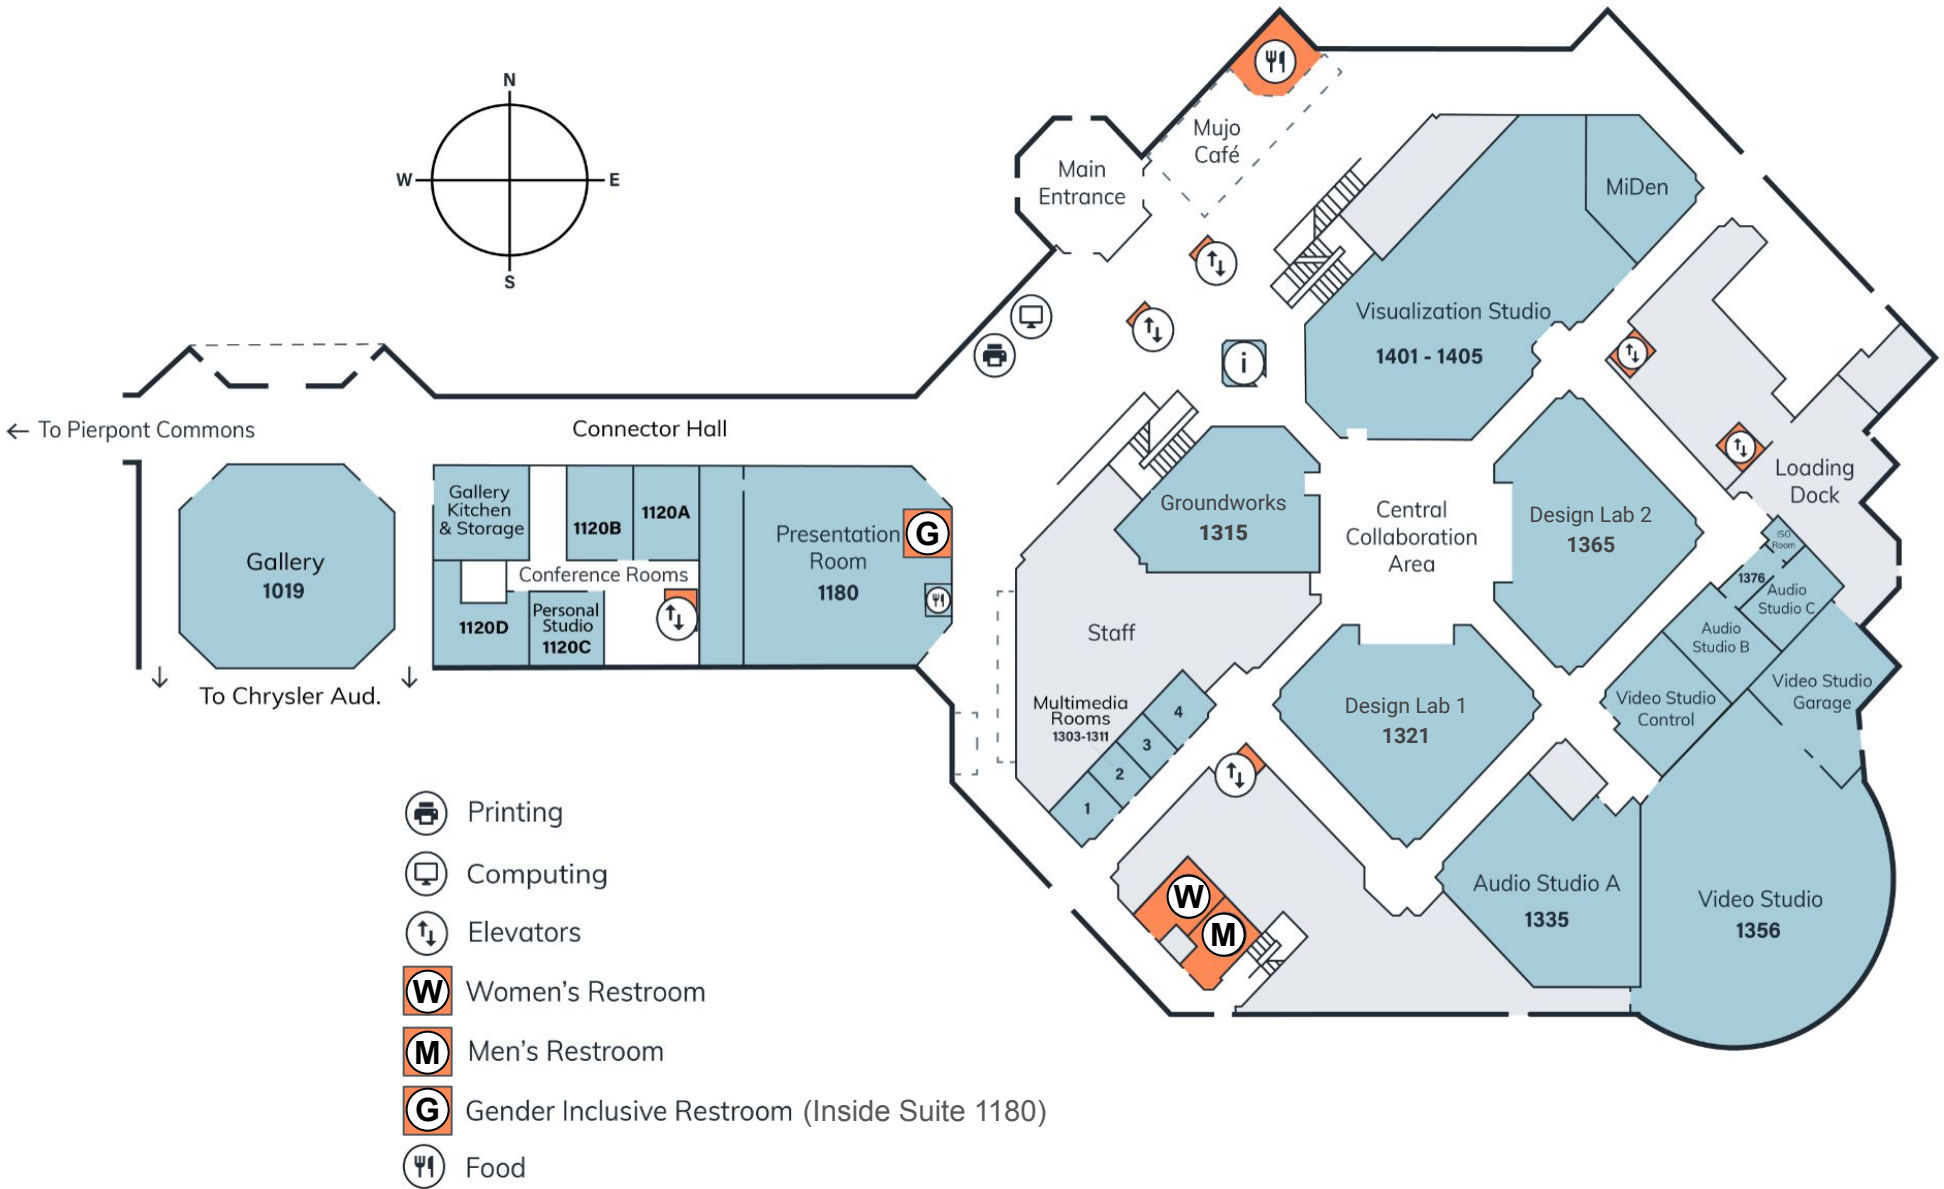 N
W
E
S
Main
Entrance
Mujo
Café
MiDen
Visualization Studio
1401 - 1405
i
← To Pierpont Commons
Connector Hall
Gallery
1019
To Chrysler Aud.
Gallery
Kitchen
& Storage
1120B
1120A
Conference Rooms
1120D
Personal
Studio
1120C
Presentation
Room
1180
G
Groundworks
1315
Central
Collaboration
Area
Design Lab 2
1365
Loading
Dock
ISO
Room
1376
Audio
Studio C
Audio
Studio B
Video Studio
Control
Video Studio
Garage
Staff
Multimedia
Rooms
1303-1311
4
3
2
1
Design Lab 1
1321
W
M
Audio Studio A
1335
Video Studio
1356
Printing
Computing
Elevators
W Women's Restroom
M Men's Restroom
G Gender Inclusive Restroom (Inside Suite 1180)
Food